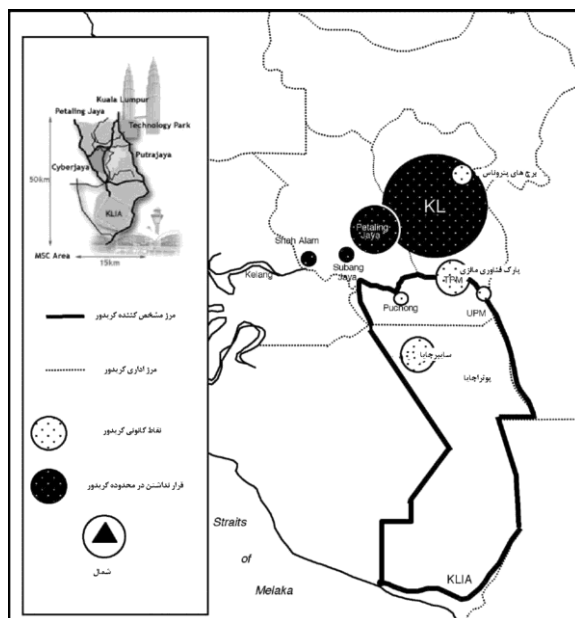 Kuala Lumpur
Petaling Jaya
Technology Park
Putrajaya
Cyberjaya
50km
KLIA
MSC Area
15km
مرز مشخص کننده کریدور
مرز اداری کریدور
نقاط کانونی کریدور
قرار نداشتن در محدوده کریدور
شمال
برج های پتروناس
KL
Petaling
Jaya
Shah Alam
Subang
Jaya
Kelang
پارک فناوری مالزی
TPM
Puchong
UPM
سایبرجایا
پوتراجایا
Straits
of
Melaka
KLIA